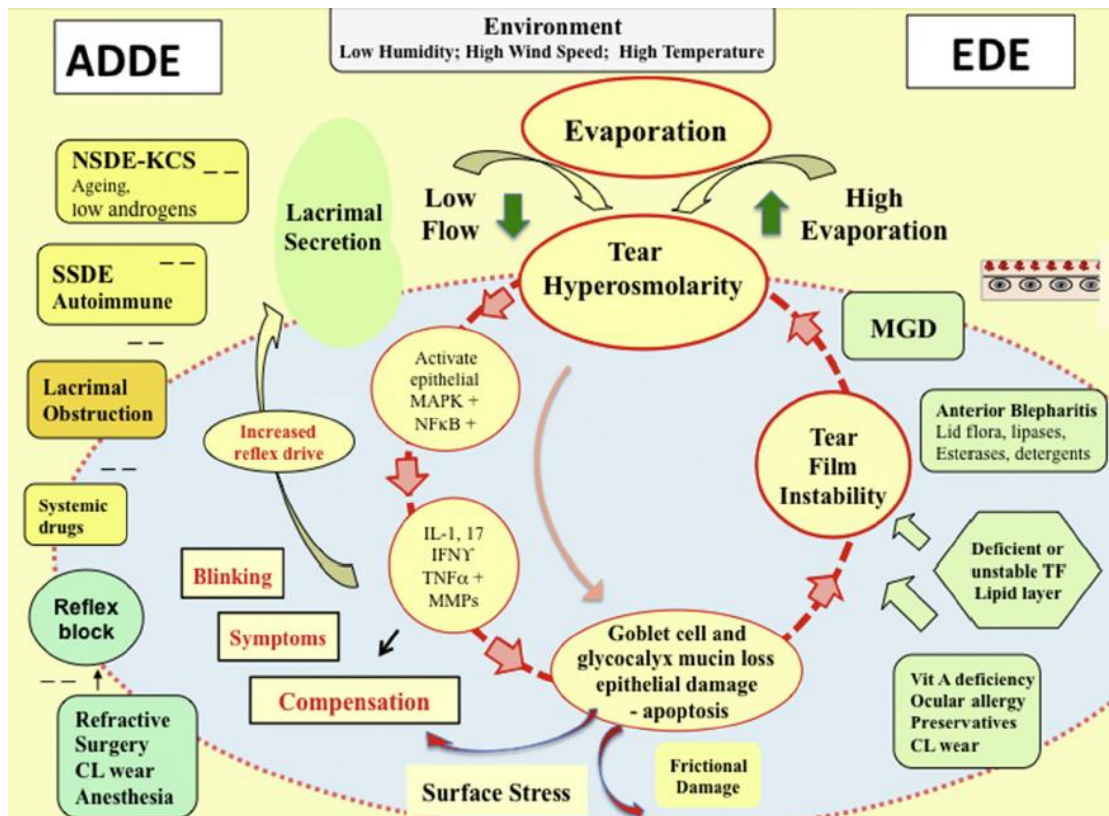 Environment
Low Humidity; High Wind Speed; High Temperature
ADDE
EDE
Evaporation
NSDE-KCS
Ageing,
low androgens
Lacrimal
Secretion
Low
Flow
High
Evaporation
Tear
Hyperosmolarity
SSDE
Autoimmune
MGD
Activate
epithelial
MAPK +
NFκB +
Lacrimal
Obstruction
Increased
reflex drive
Tear
Film
Instability
Anterior Blepharitis
Lid flora, lipases,
Esterases, detergents
Systemic
drugs
IL-1, 17
IFNϒ
TNFα +
MMPs
Deficient or
unstable TF
Lipid layer
Blinking
Reflex
block
Symptoms
Goblet cell and
glycocalyx mucin loss
epithelial damage
- apoptosis
Compensation
Vit A deficiency
Ocular allergy
Preservatives
CL wear
Refractive
Surgery
CL wear
Anesthesia
Surface Stress
Frictional
Damage